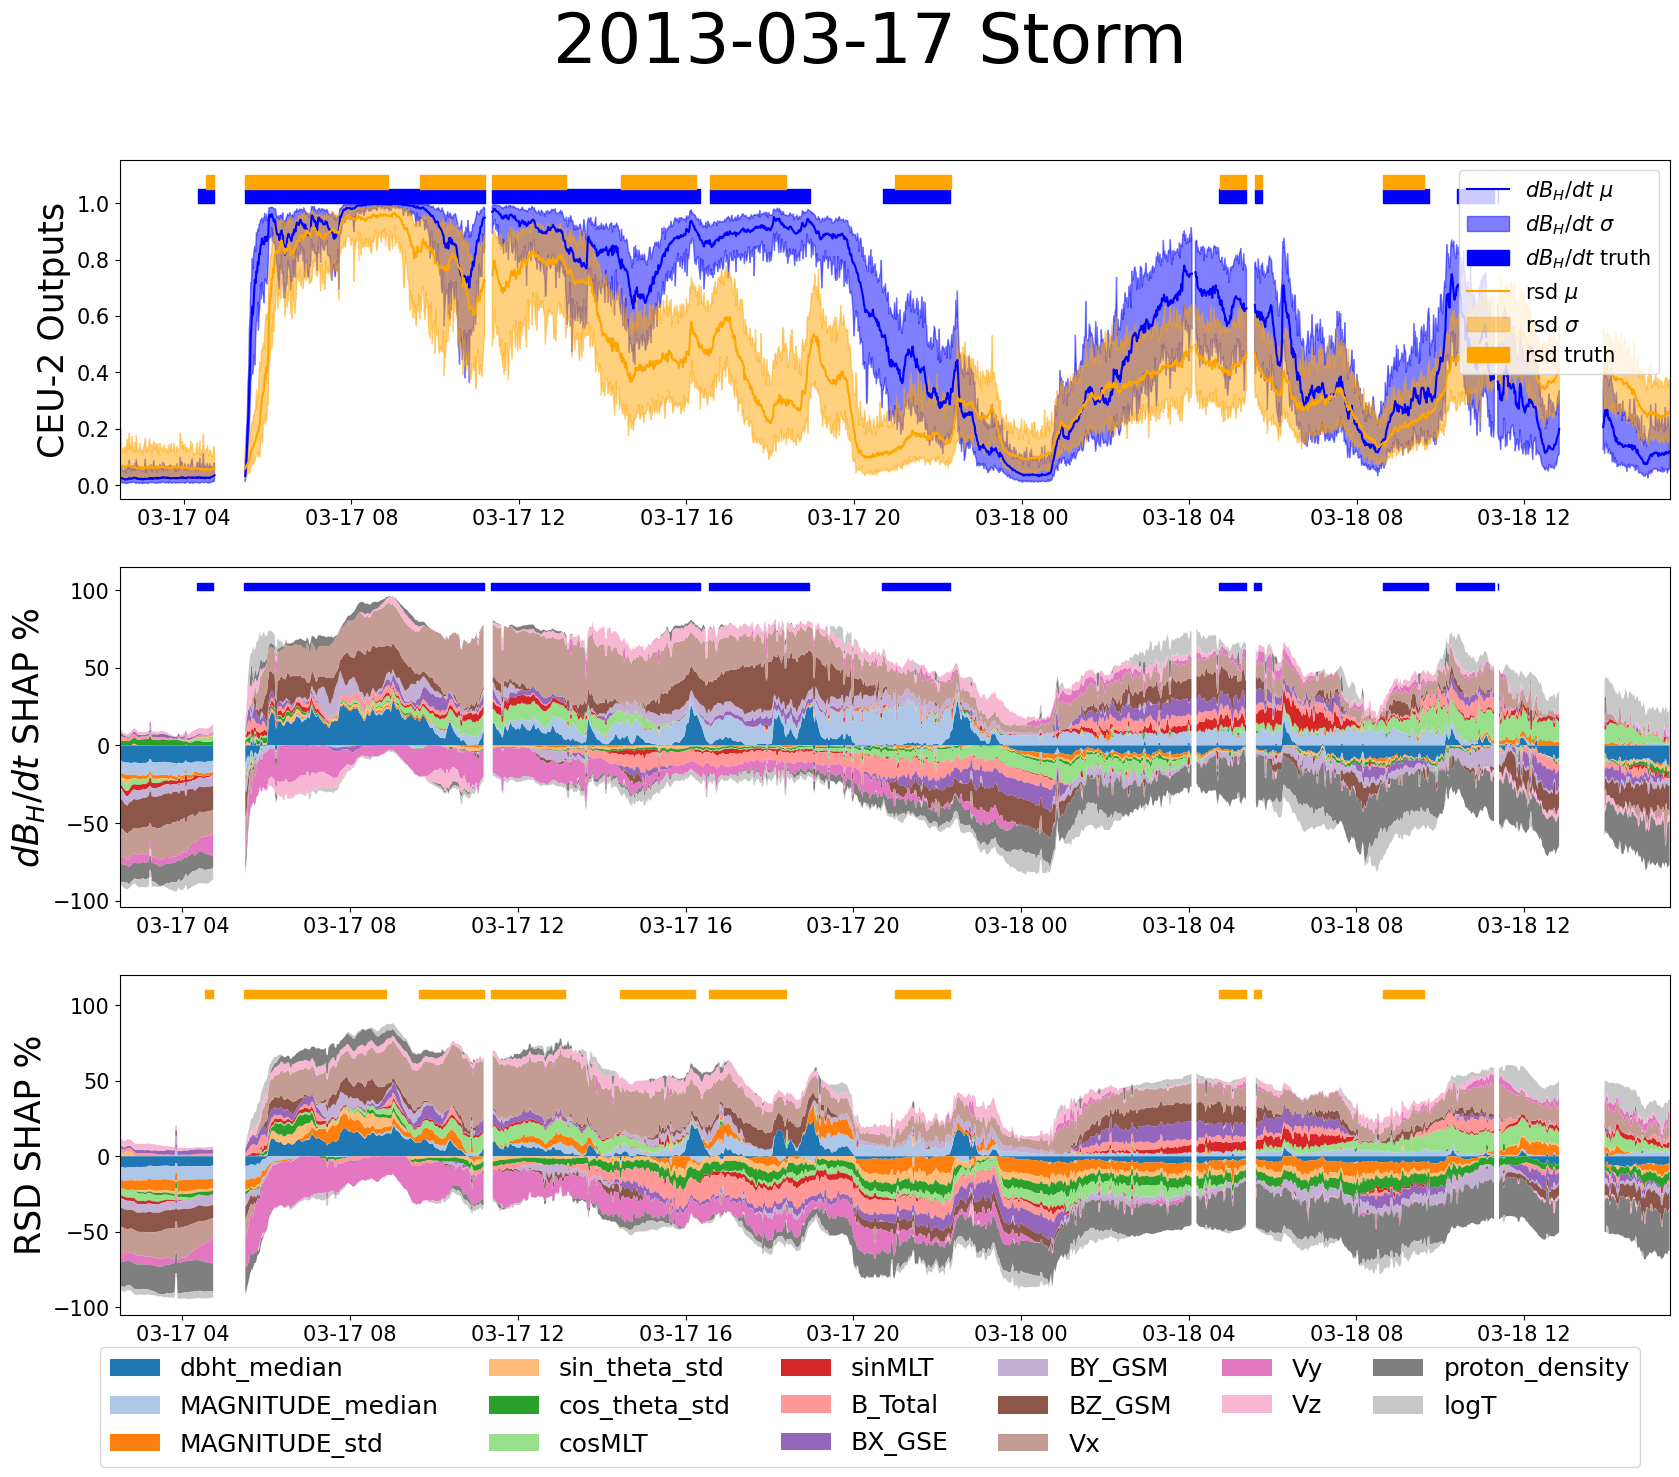 2013-03-17 Storm
CEU-2 Outputs
1.0
0.8
0.6
0.4
0.2
0.0
dB_H/dt μ
dB_H/dt σ
dB_H/dt truth
rsd μ
rsd σ
rsd truth
03-17 04 03-17 08 03-17 12 03-17 16 03-17 20 03-18 00 03-18 04 03-18 08 03-18 12
dB_H/dt SHAP %
100
50
0
−50
−100
03-17 04 03-17 08 03-17 12 03-17 16 03-17 20 03-18 00 03-18 04 03-18 08 03-18 12
RSD SHAP %
100
50
0
−50
−100
03-17 04 03-17 08 03-17 12 03-17 16 03-17 20 03-18 00 03-18 04 03-18 08 03-18 12
dbht_median sin_theta_std sinMLT BY_GSM Vy proton_density
MAGNITUDE_median cos_theta_std B_Total BZ_GSM Vz logT
MAGNITUDE_std cosMLT BX_GSE Vx